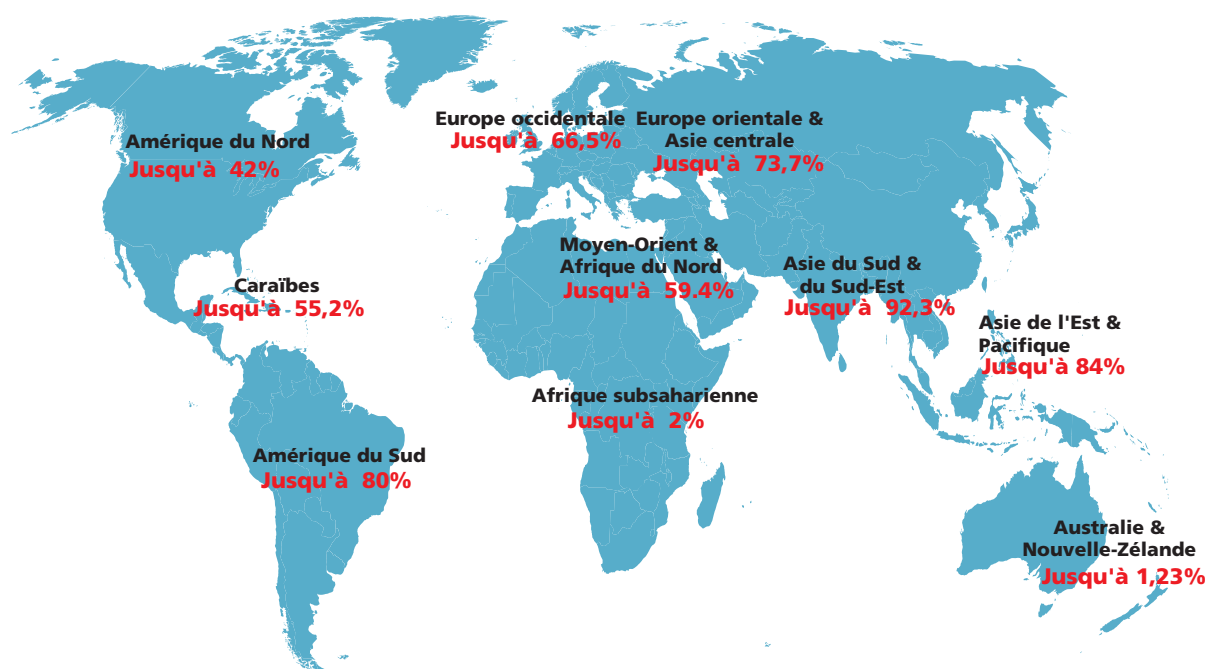 Europe occidentale
Jusqu'à 66,5%
Europe orientale &
Asie centrale
Jusqu'à 73,7%
Amérique du Nord
Jusqu'à 42%
Moyen-Orient &
Afrique du Nord
Jusqu'à 59.4%
Asie du Sud &
du Sud-Est
Jusqu'à 92,3%
Caraïbes
Jusqu'à 55,2%
Asie de l'Est &
Pacifique
Jusqu'à 84%
Afrique subsaharienne
Jusqu'à 2%
Amérique du Sud
Jusqu'à 80%
Australie &
Nouvelle-Zélande
Jusqu'à 1,23%